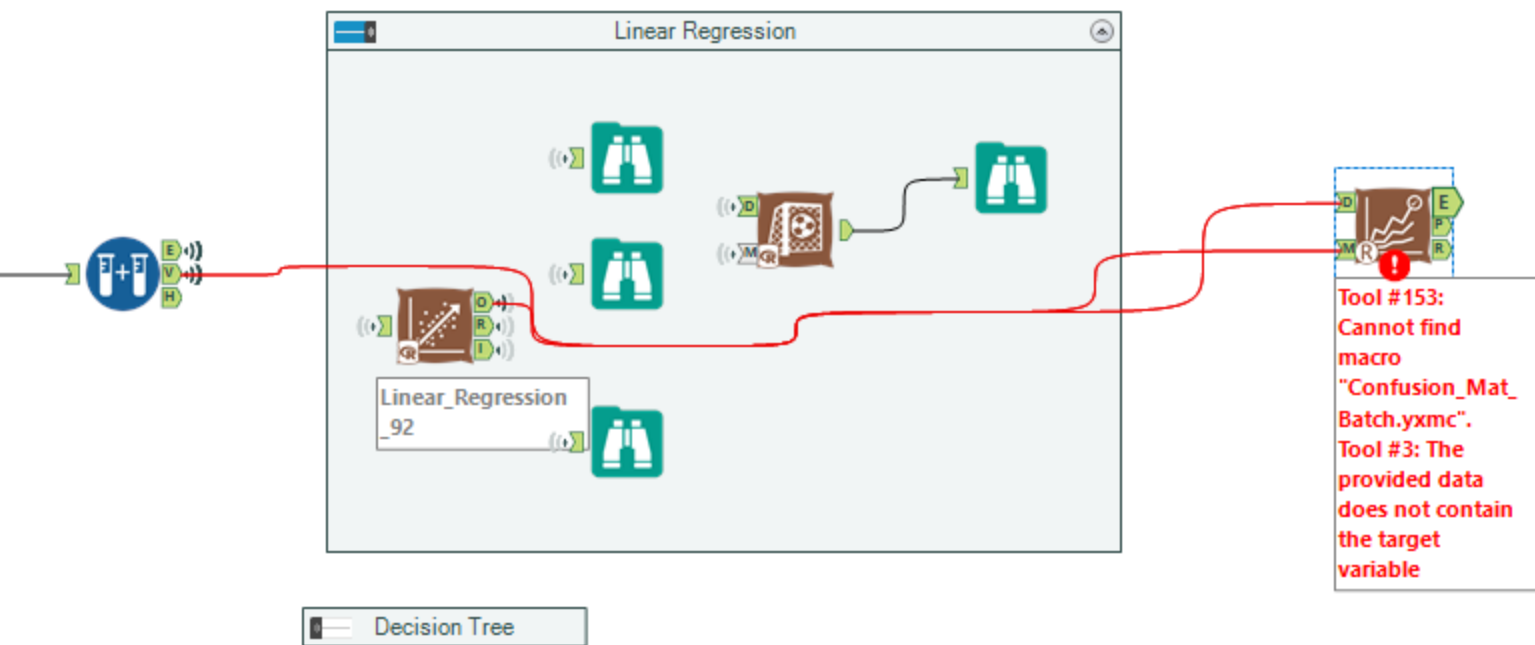 Linear Regression
E
V
H
O
R
I
D
M
R
D
M
R
E
P
R
Linear_Regression
_92
Tool #153:
Cannot find
macro
"Confusion_Mat_
Batch.yxmc".
Tool #3: The
provided data
does not contain
the target
variable
Decision Tree